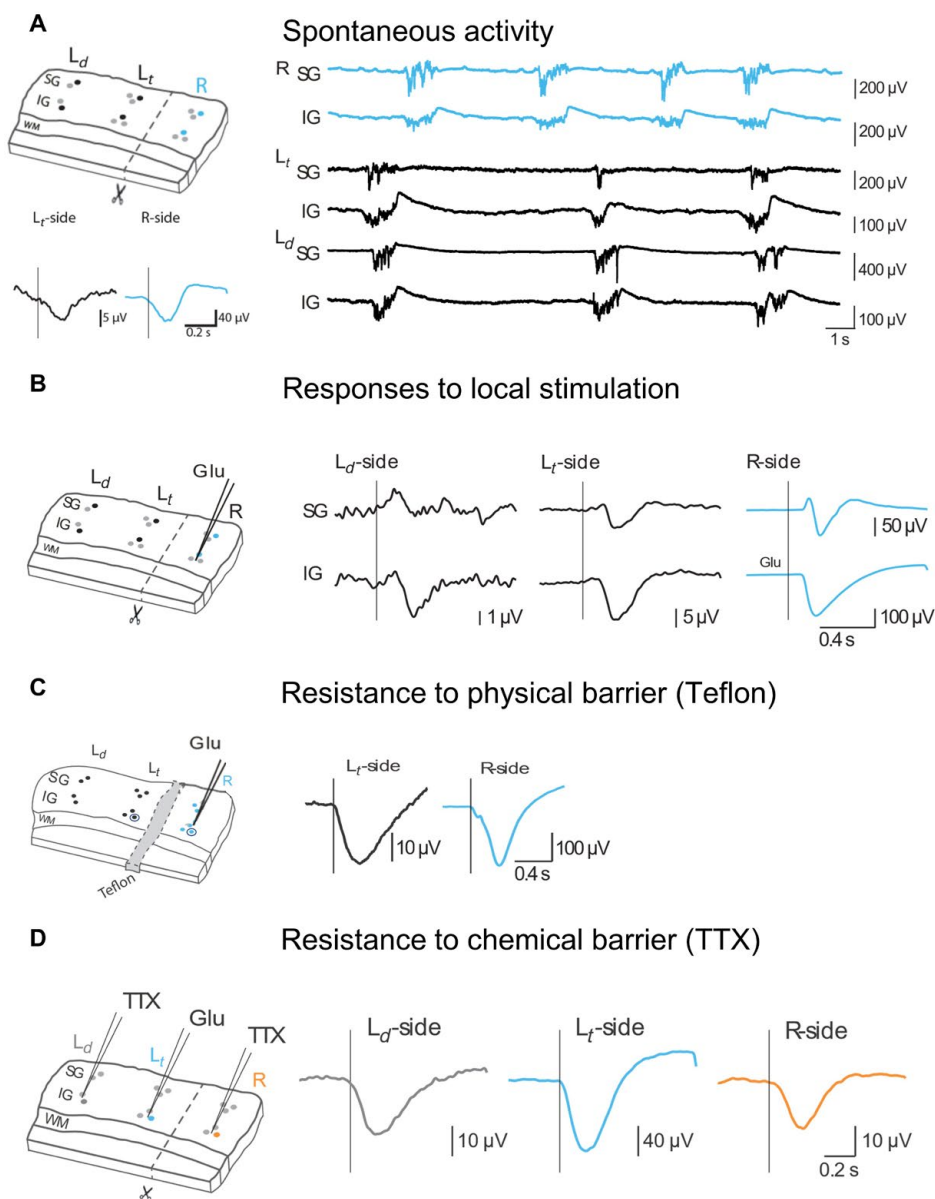 A
Spontaneous activity
Ld
Lt
R
SG
IG
WM
Lt-side
R-side
5 µV
40 µV
0.2 s
R
SG
200 µV
IG
200 µV
Lt
SG
200 µV
IG
100 µV
Ld
SG
400 µV
IG
100 µV
1 s
B
Responses to local stimulation
Glu
Ld
Lt
R
SG
IG
WM
Ld-side
Lt-side
R-side
SG
50 µV
IG
Glu
1 µV
5 µV
100 µV
0.4 s
C
Resistance to physical barrier (Teflon)
Glu
Ld
Lt
R
SG
IG
WM
Teflon
Lt-side
R-side
10 µV
100 µV
0.4 s
D
Resistance to chemical barrier (TTX)
TTX
Glu
TTX
Ld
Lt
R
SG
IG
WM
Ld-side
Lt-side
R-side
10 µV
40 µV
10 µV
0.2 s